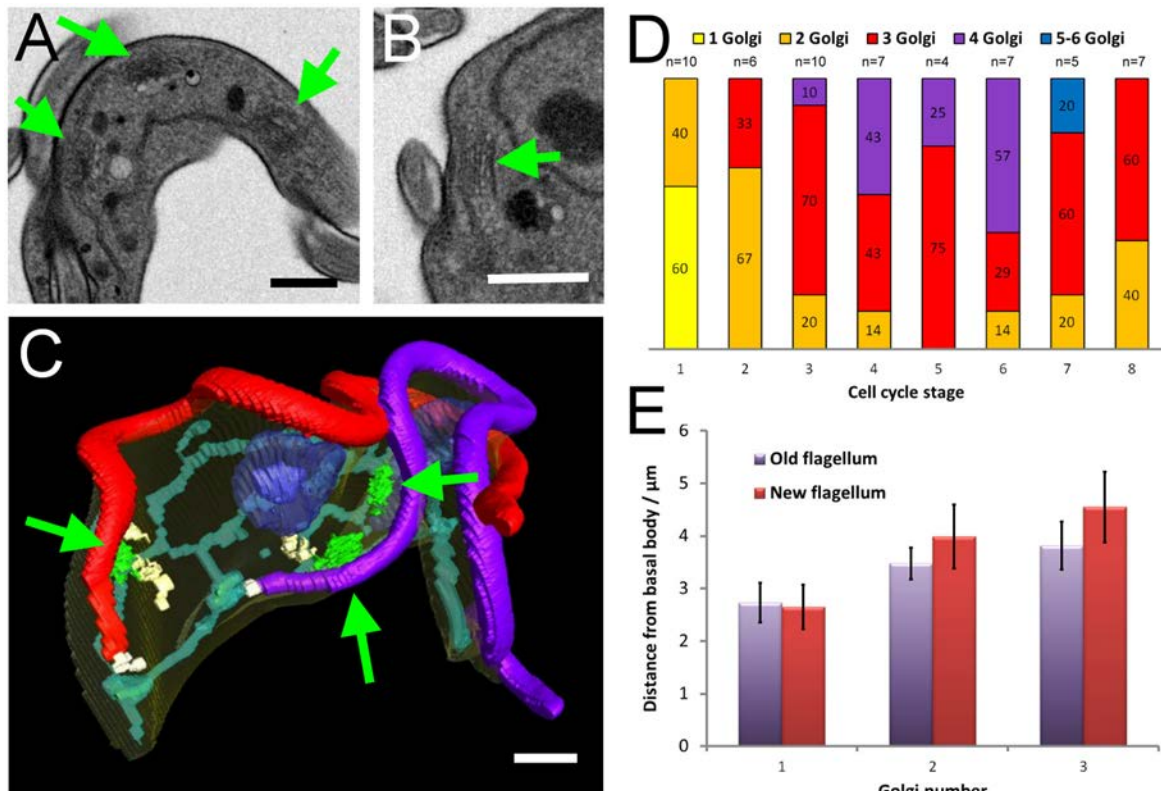 A
B
C
D
1 Golgi 2 Golgi 3 Golgi 4 Golgi 5-6 Golgi
n=10 n=6 n=10 n=7 n=4 n=7 n=5 n=7
40 60
33 67
10 70 20
43 43 14
25 75
57 29 14
20 60 20
60 40
1 2 3 4 5 6 7 8
Cell cycle stage
E
Old flagellum
New flagellum
Distance from basal body / µm
6
5
4
3
2
1
0
1 2 3
Golgi number